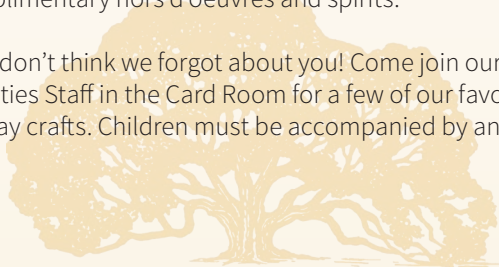 plimentary hors d'oeuvres and spirits.
don't think we forgot about you! Come join our
ties Staff in the Card Room for a few of our favo
ay crafts. Children must be accompanied by an